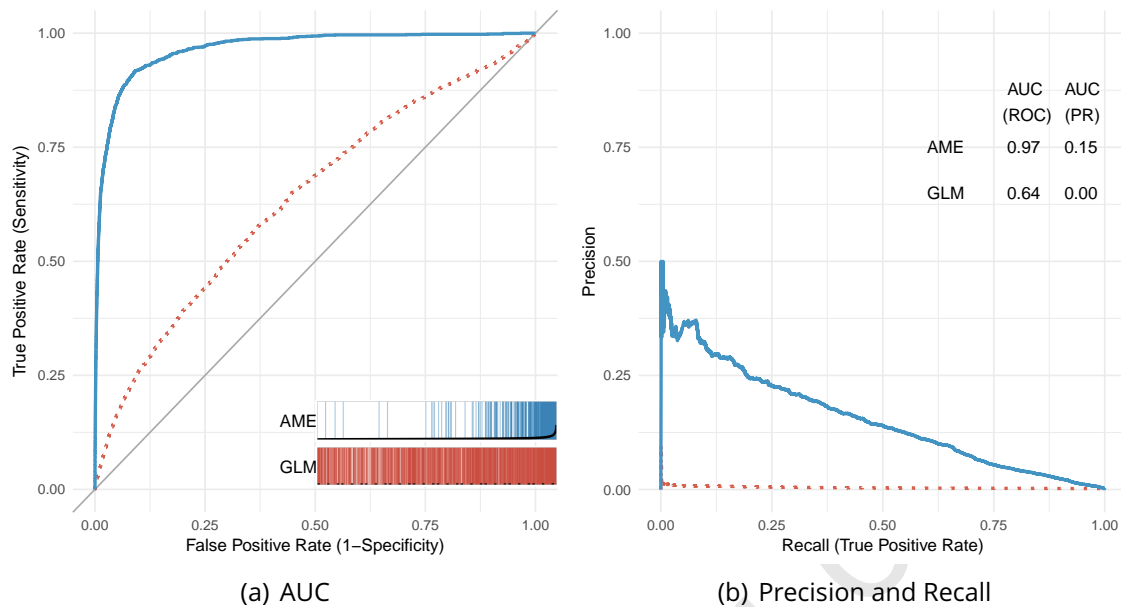 1.00
0.75
0.50
0.25
0.00
True Positive Rate (Sensitivity)
AME
GLM
0.00 0.25 0.50 0.75 1.00
False Positive Rate (1−Specificity)
(a) AUC
1.00
0.75
0.50
0.25
0.00
Precision
AUC AUC
(ROC) (PR)
AME 0.97 0.15
GLM 0.64 0.00
0.00 0.25 0.50 0.75 1.00
Recall (True Positive Rate)
(b) Precision and Recall